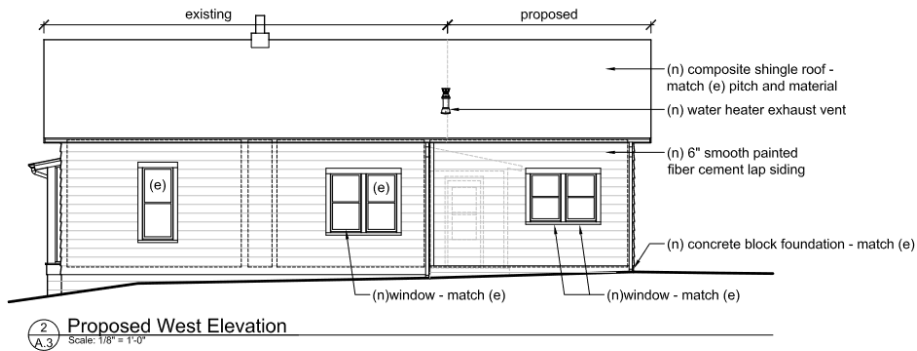 existing
proposed
(n) composite shingle roof -
match (e) pitch and material
(n) water heater exhaust vent
(n) 6" smooth painted
fiber cement lap siding
(e)
(e)
(n) concrete block foundation - match (e)
(n)window - match (e)
(n)window - match (e)
2
A.3
Proposed West Elevation
Scale: 1/8" = 1'-0"